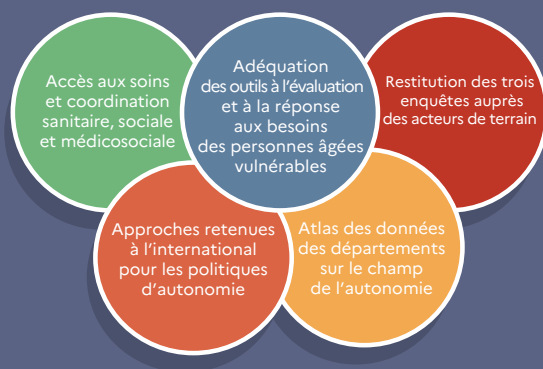 Accès aux soins
et coordination
sanitaire, sociale
et médicosociale
Adéquation
des outils à l'évaluation
et à la réponse
aux besoins
des personnes âgées
vulnérables
Restitution des trois
enquêtes auprès
des acteurs de terrain
Approches retenues
à l'international
pour les politiques
d'autonomie
Atlas des données
des départements
sur le champ
de l'autonomie